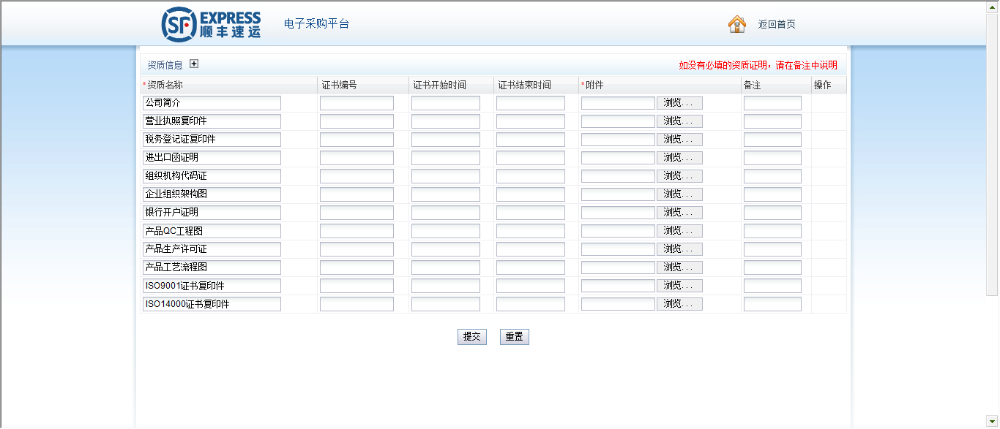 SF EXPRESS
顺丰速运
电子采购平台
返回首页
资质信息
如没有必填的资质证明，请在备注中说明
*资质名称 证书编号 证书开始时间 证书结束时间 *附件 备注 操作
公司简介 浏览...
营业执照复印件 浏览...
税务登记证复印件 浏览...
进出口函证明 浏览...
组织机构代码证 浏览...
企业组织架构图 浏览...
银行开户证明 浏览...
产品QC工程图 浏览...
产品生产许可证 浏览...
产品工艺流程图 浏览...
ISO9001证书复印件 浏览...
ISO14000证书复印件 浏览...
提交 重置